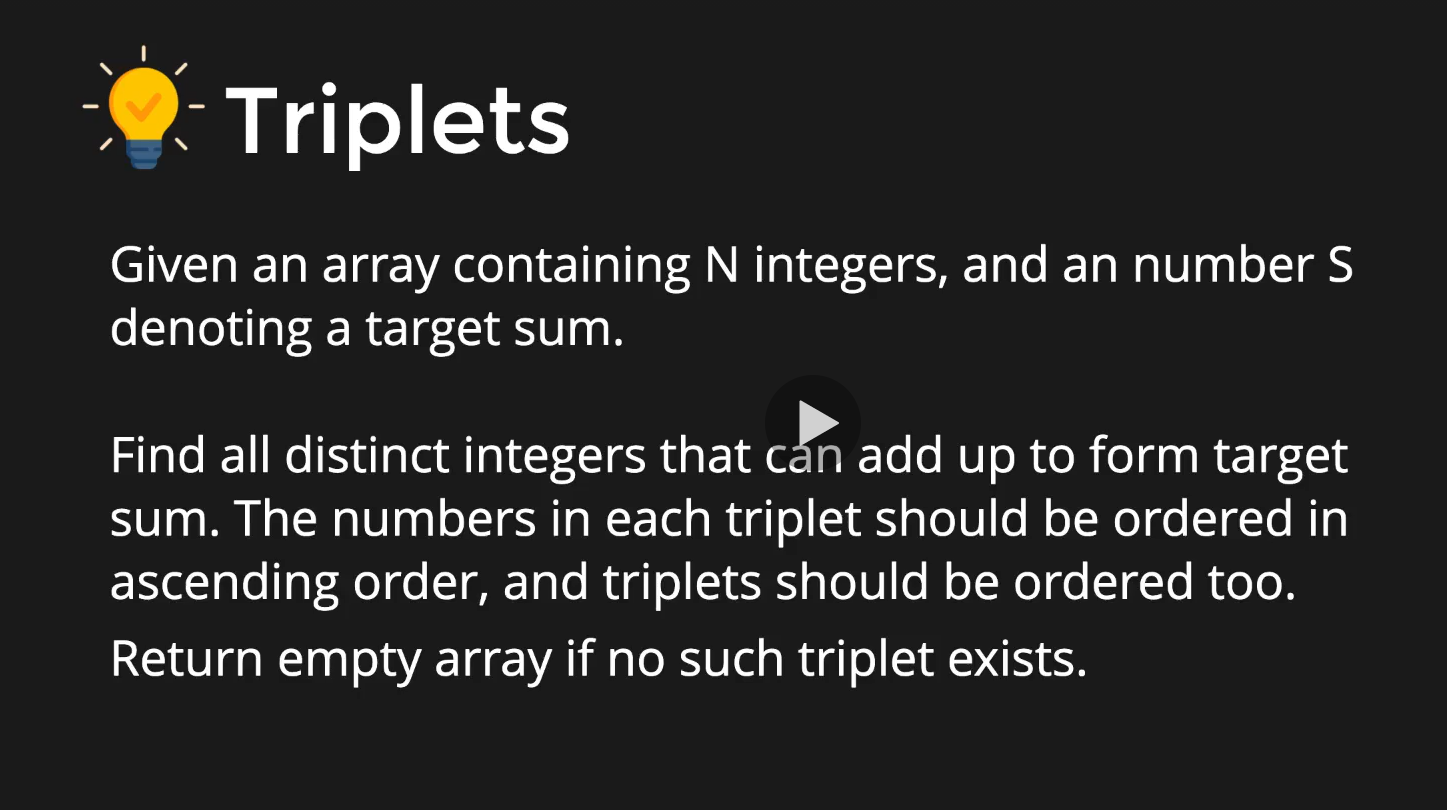 Triplets
Given an array containing N integers, and an number S
denoting a target sum.
Find all distinct integers that can add up to form target
sum. The numbers in each triplet should be ordered in
ascending order, and triplets should be ordered too.
Return empty array if no such triplet exists.